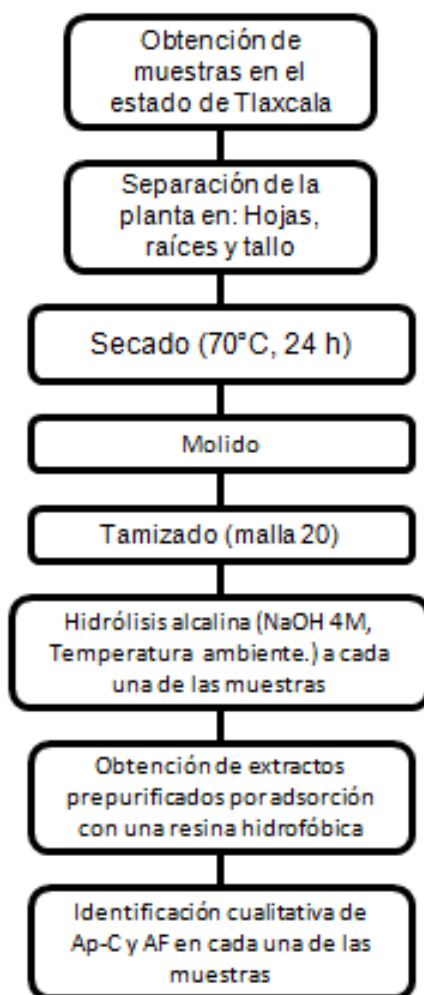 Obtención de
muestras en el
estado de Tlaxcala
Separación de la
planta en: Hojas,
raíces y tallo
Secado (70°C, 24 h)
Molido
Tamizado (malla 20)
Hidrólisis alcalina (NaOH 4M,
Temperatura ambiente.) a cada
una de las muestras
Obtención de extractos
prepurificados por adsorción
con una resina hidrofóbica
Identificación cualitativa de
Ap-C y AF en cada una de las
muestras